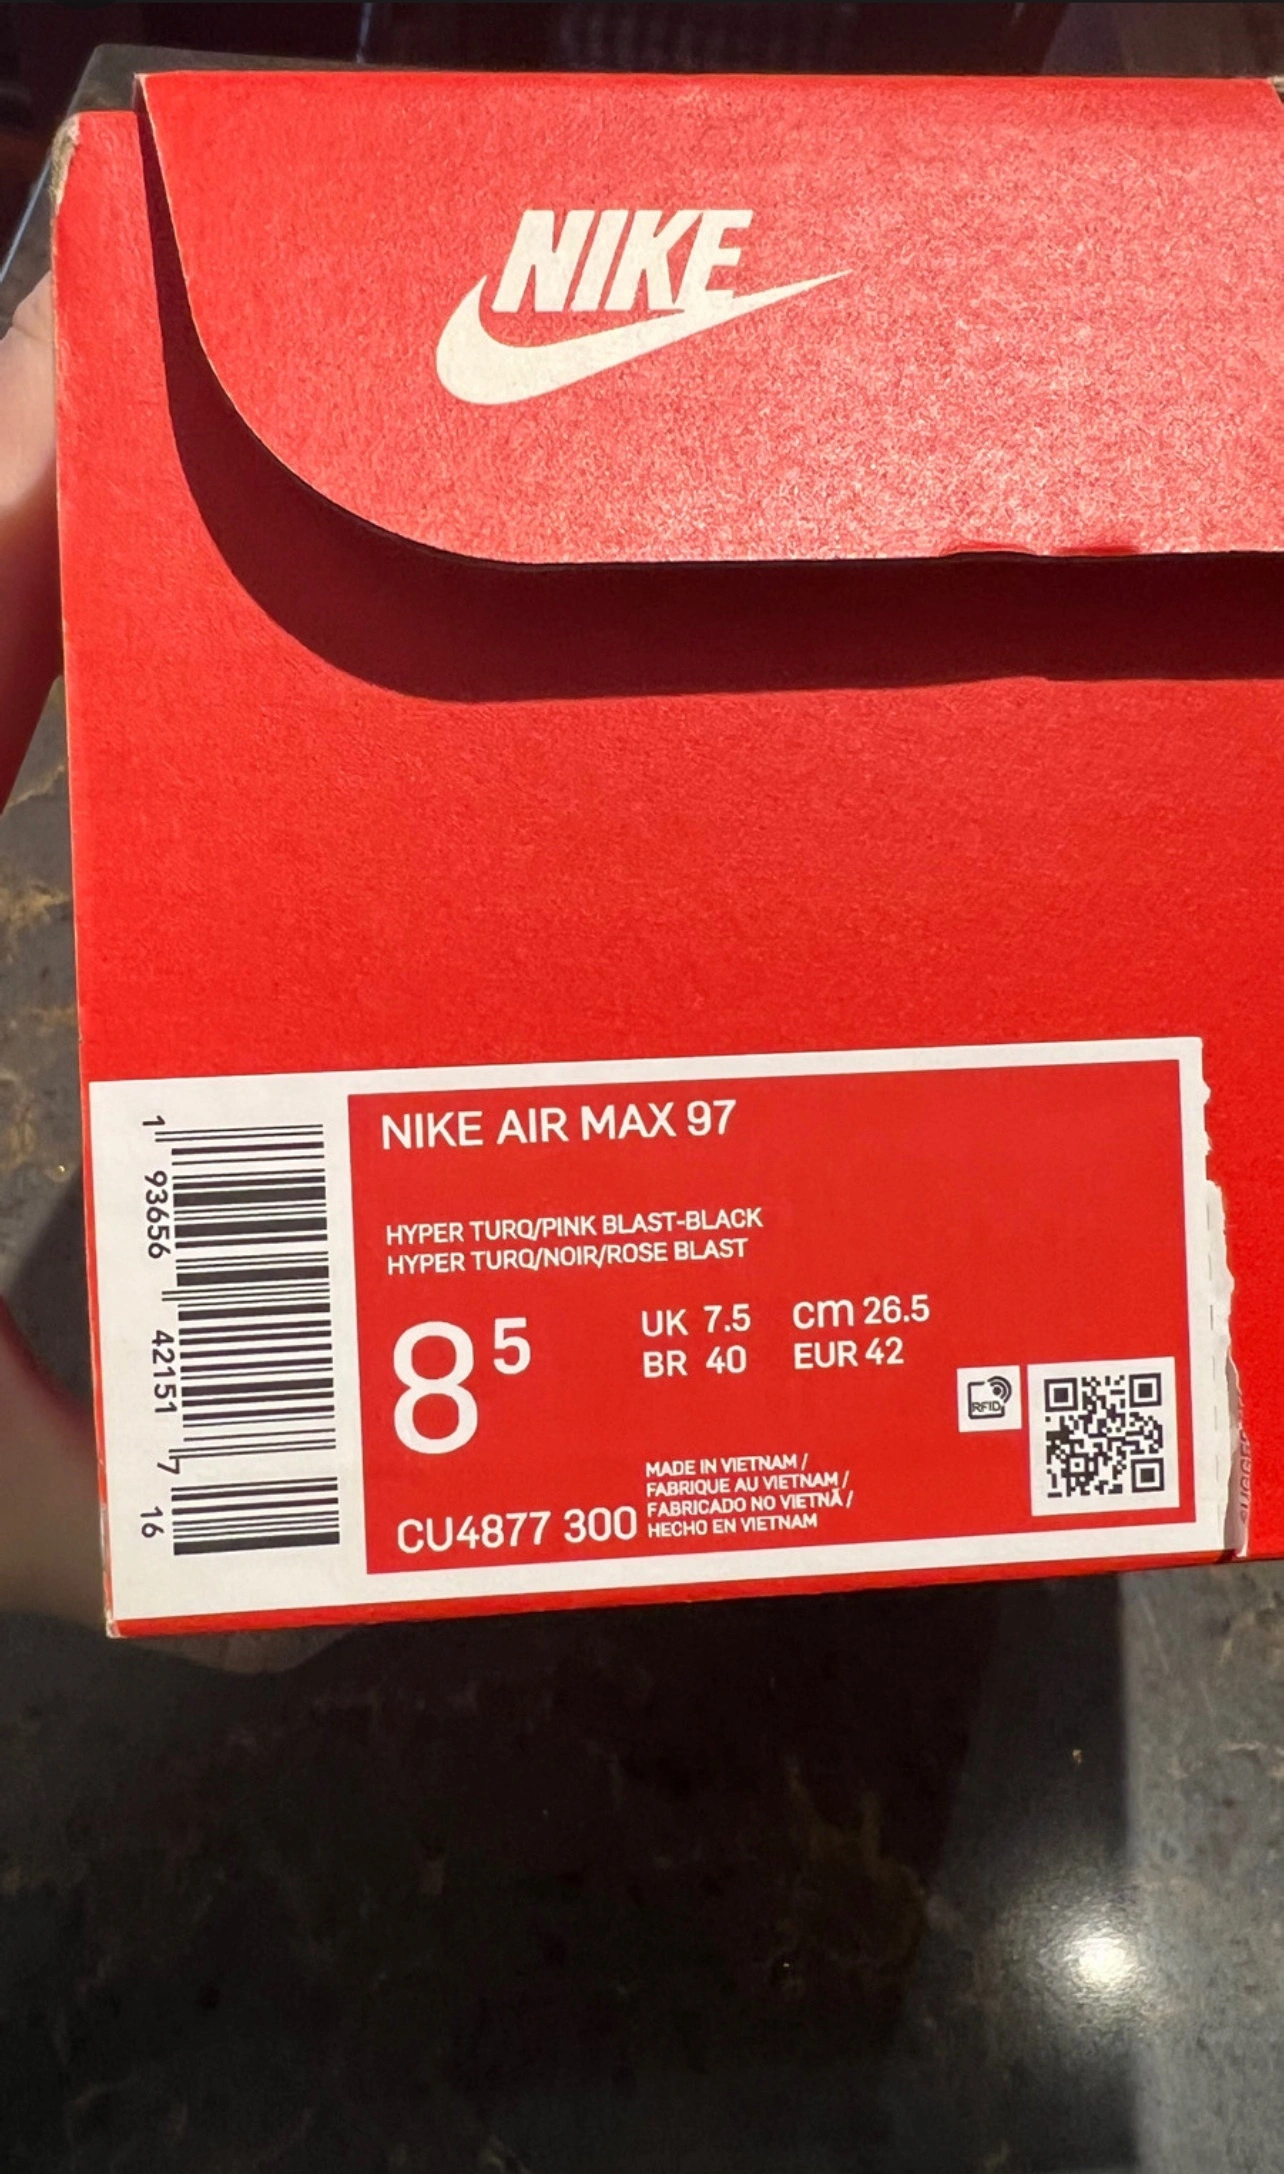 NIKE
NIKE AIR MAX 97
HYPER TURQ/PINK BLAST-BLACK
HYPER TURQ/NOIR/ROSE BLAST
8 5
UK 7.5 cm 26.5
BR 40 EUR 42
RFID
MADE IN VIETNAM /
FABRIQUE AU VIETNAM /
FABRICADO NO VIETNÃ /
HECHO EN VIETNAM
CU4877 300
1 93656 42151 7 16